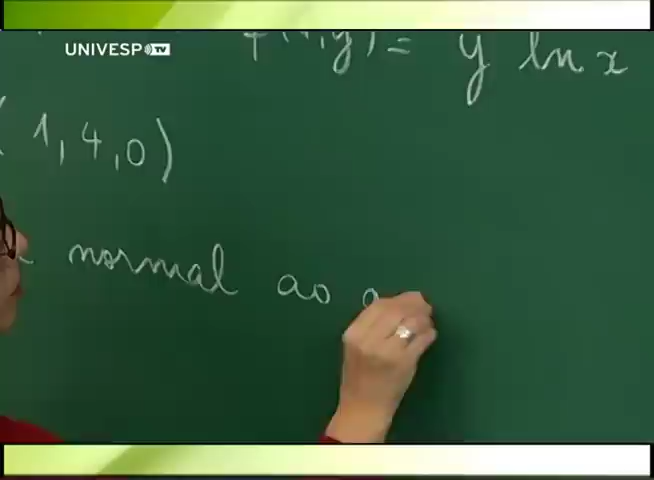 UNIVESP TV
f(x,y) = y ln x
(1,4,0)
normal ao